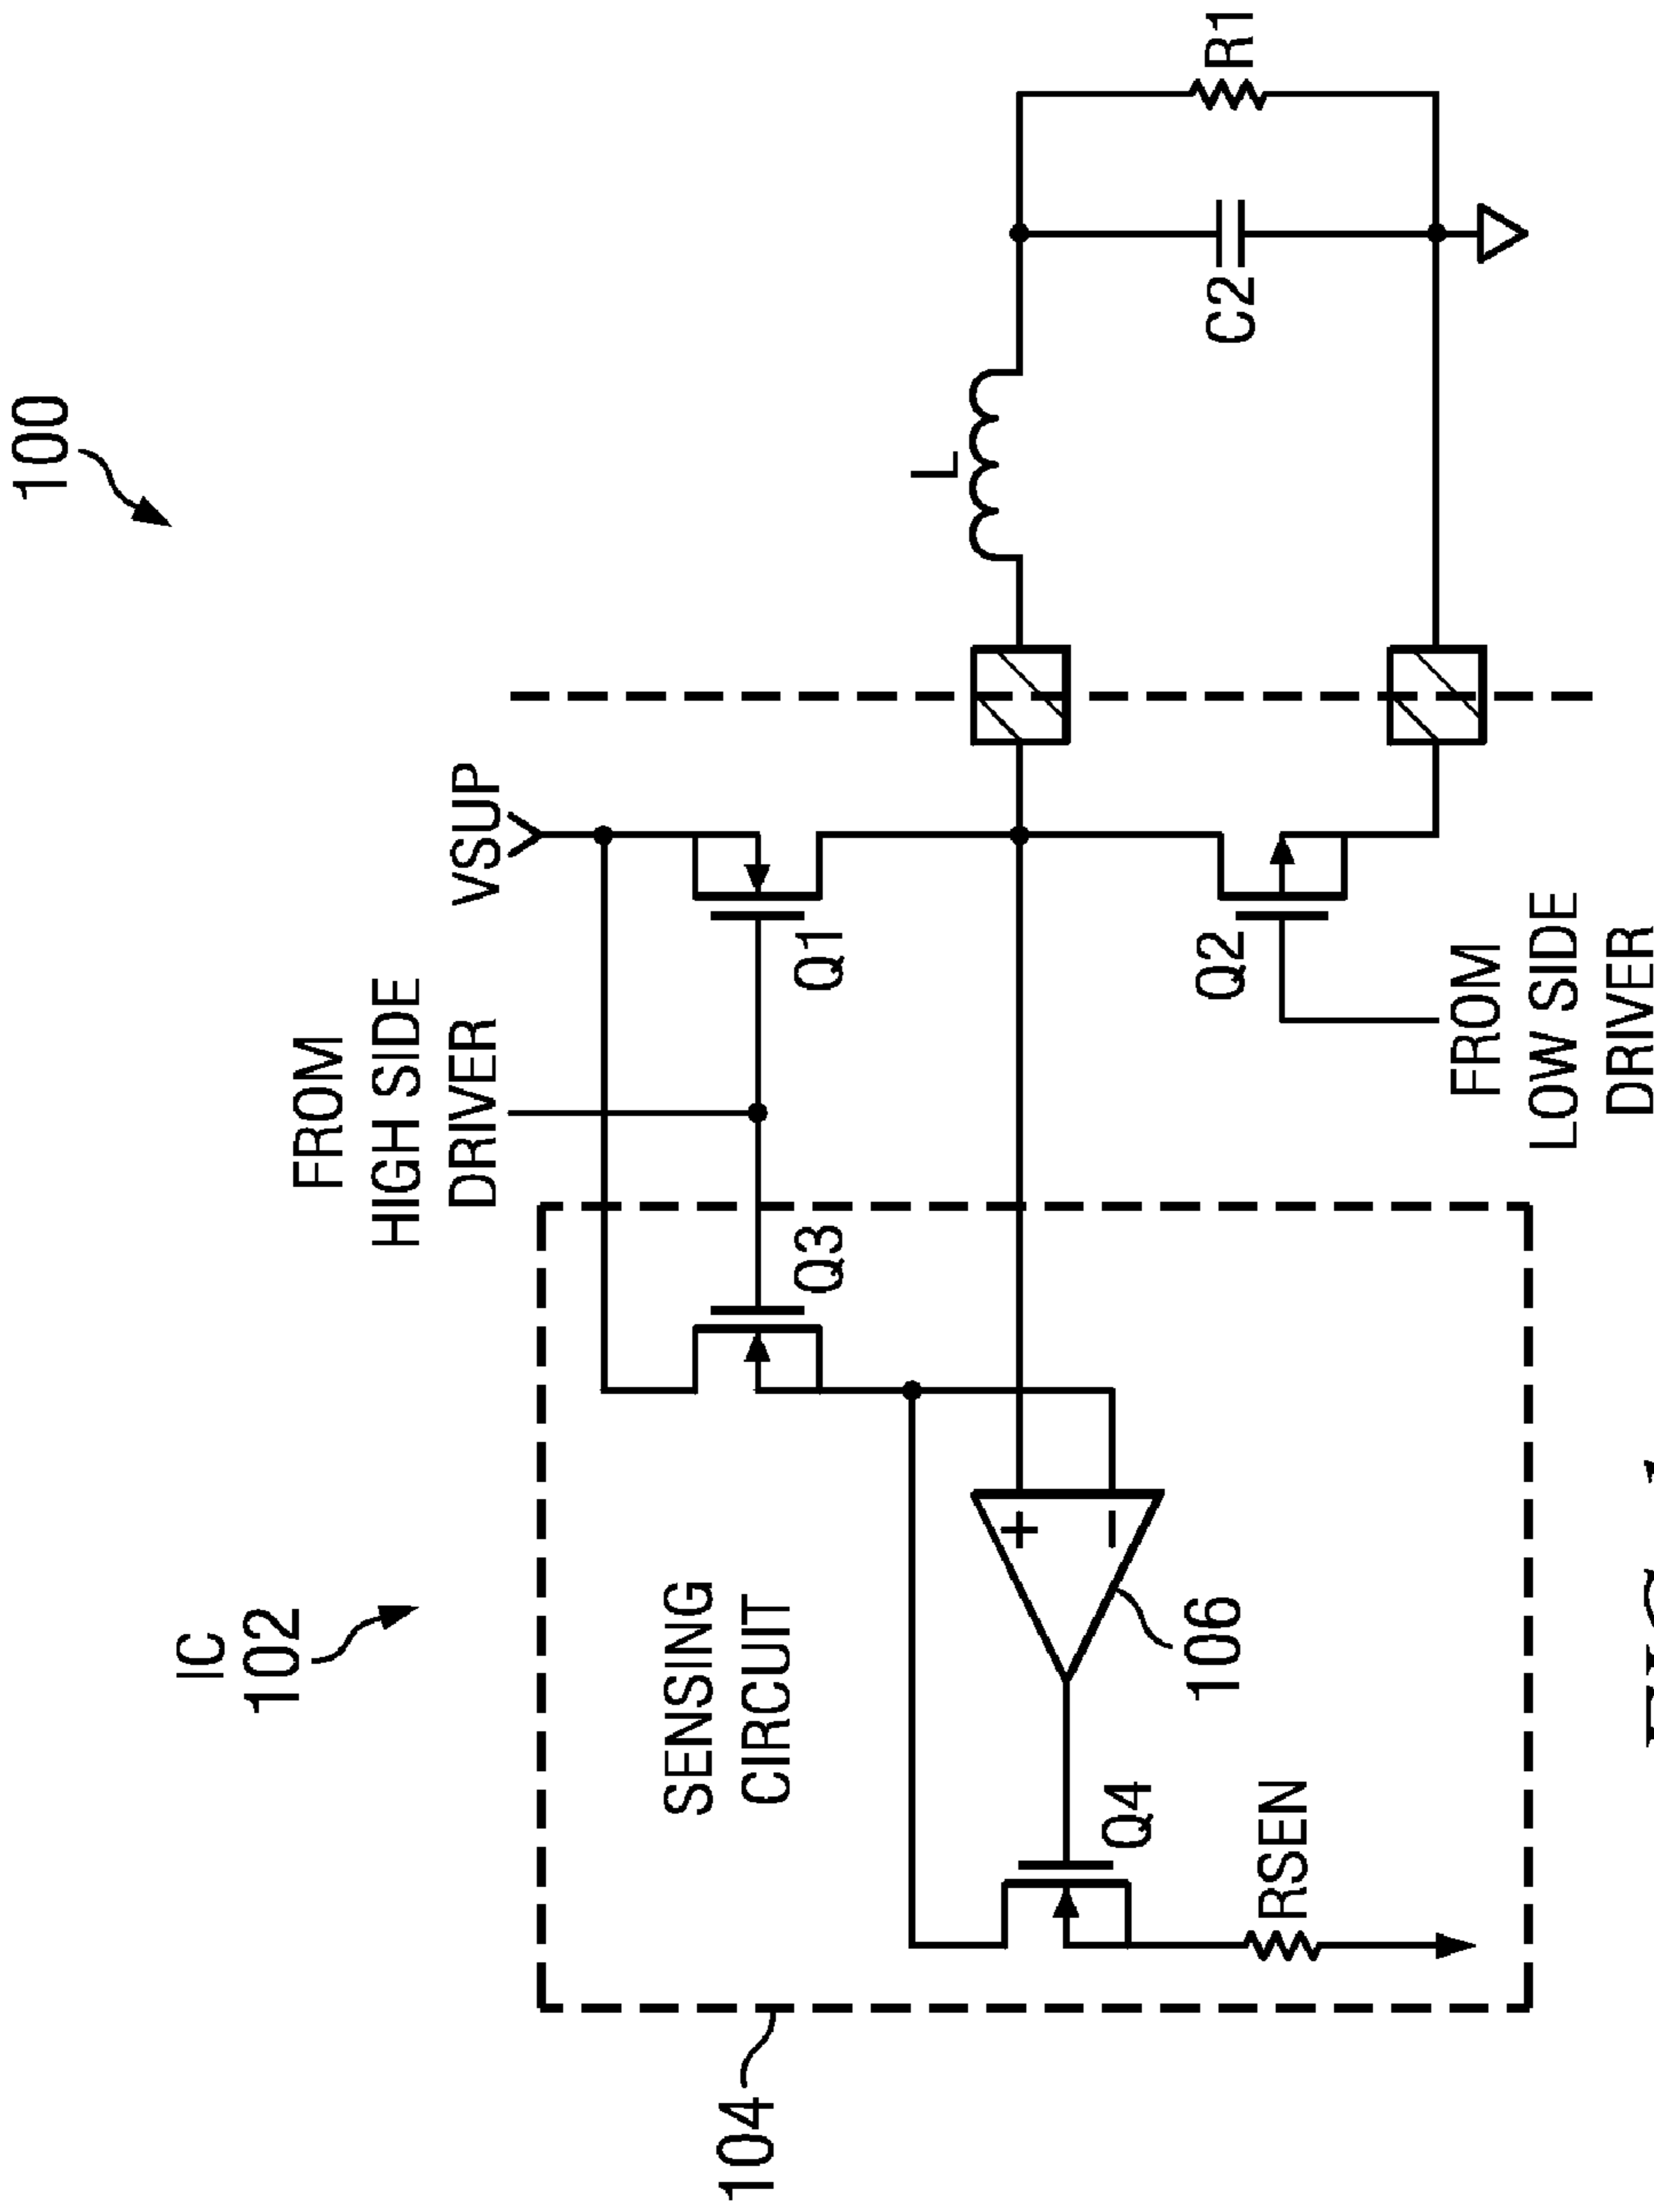 100
IC
102
FROM
HIGH SIDE
DRIVER
VSUP
SENSING
CIRCUIT
104
Q3
Q1
L
106
Q4
RSEN
Q2
C2
R1
FROM
LOW SIDE
DRIVER